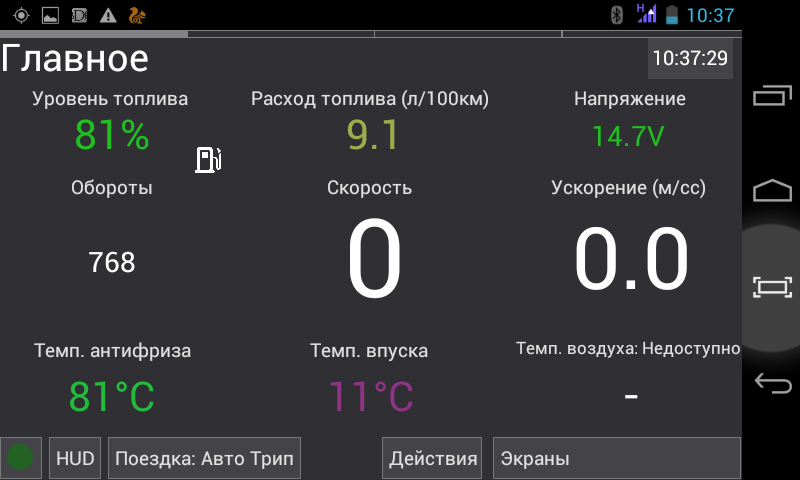 H 10:37
Главное 10:37:29
Уровень топлива Расход топлива (л/100км) Напряжение
81% 9.1 14.7V
Обороты Скорость Ускорение (м/сс)
768 0 0.0
Темп. антифриза Темп. впуска Темп. воздуха: Недоступно
81°C 11°C -
HUD Поездка: Авто Трип Действия Экраны